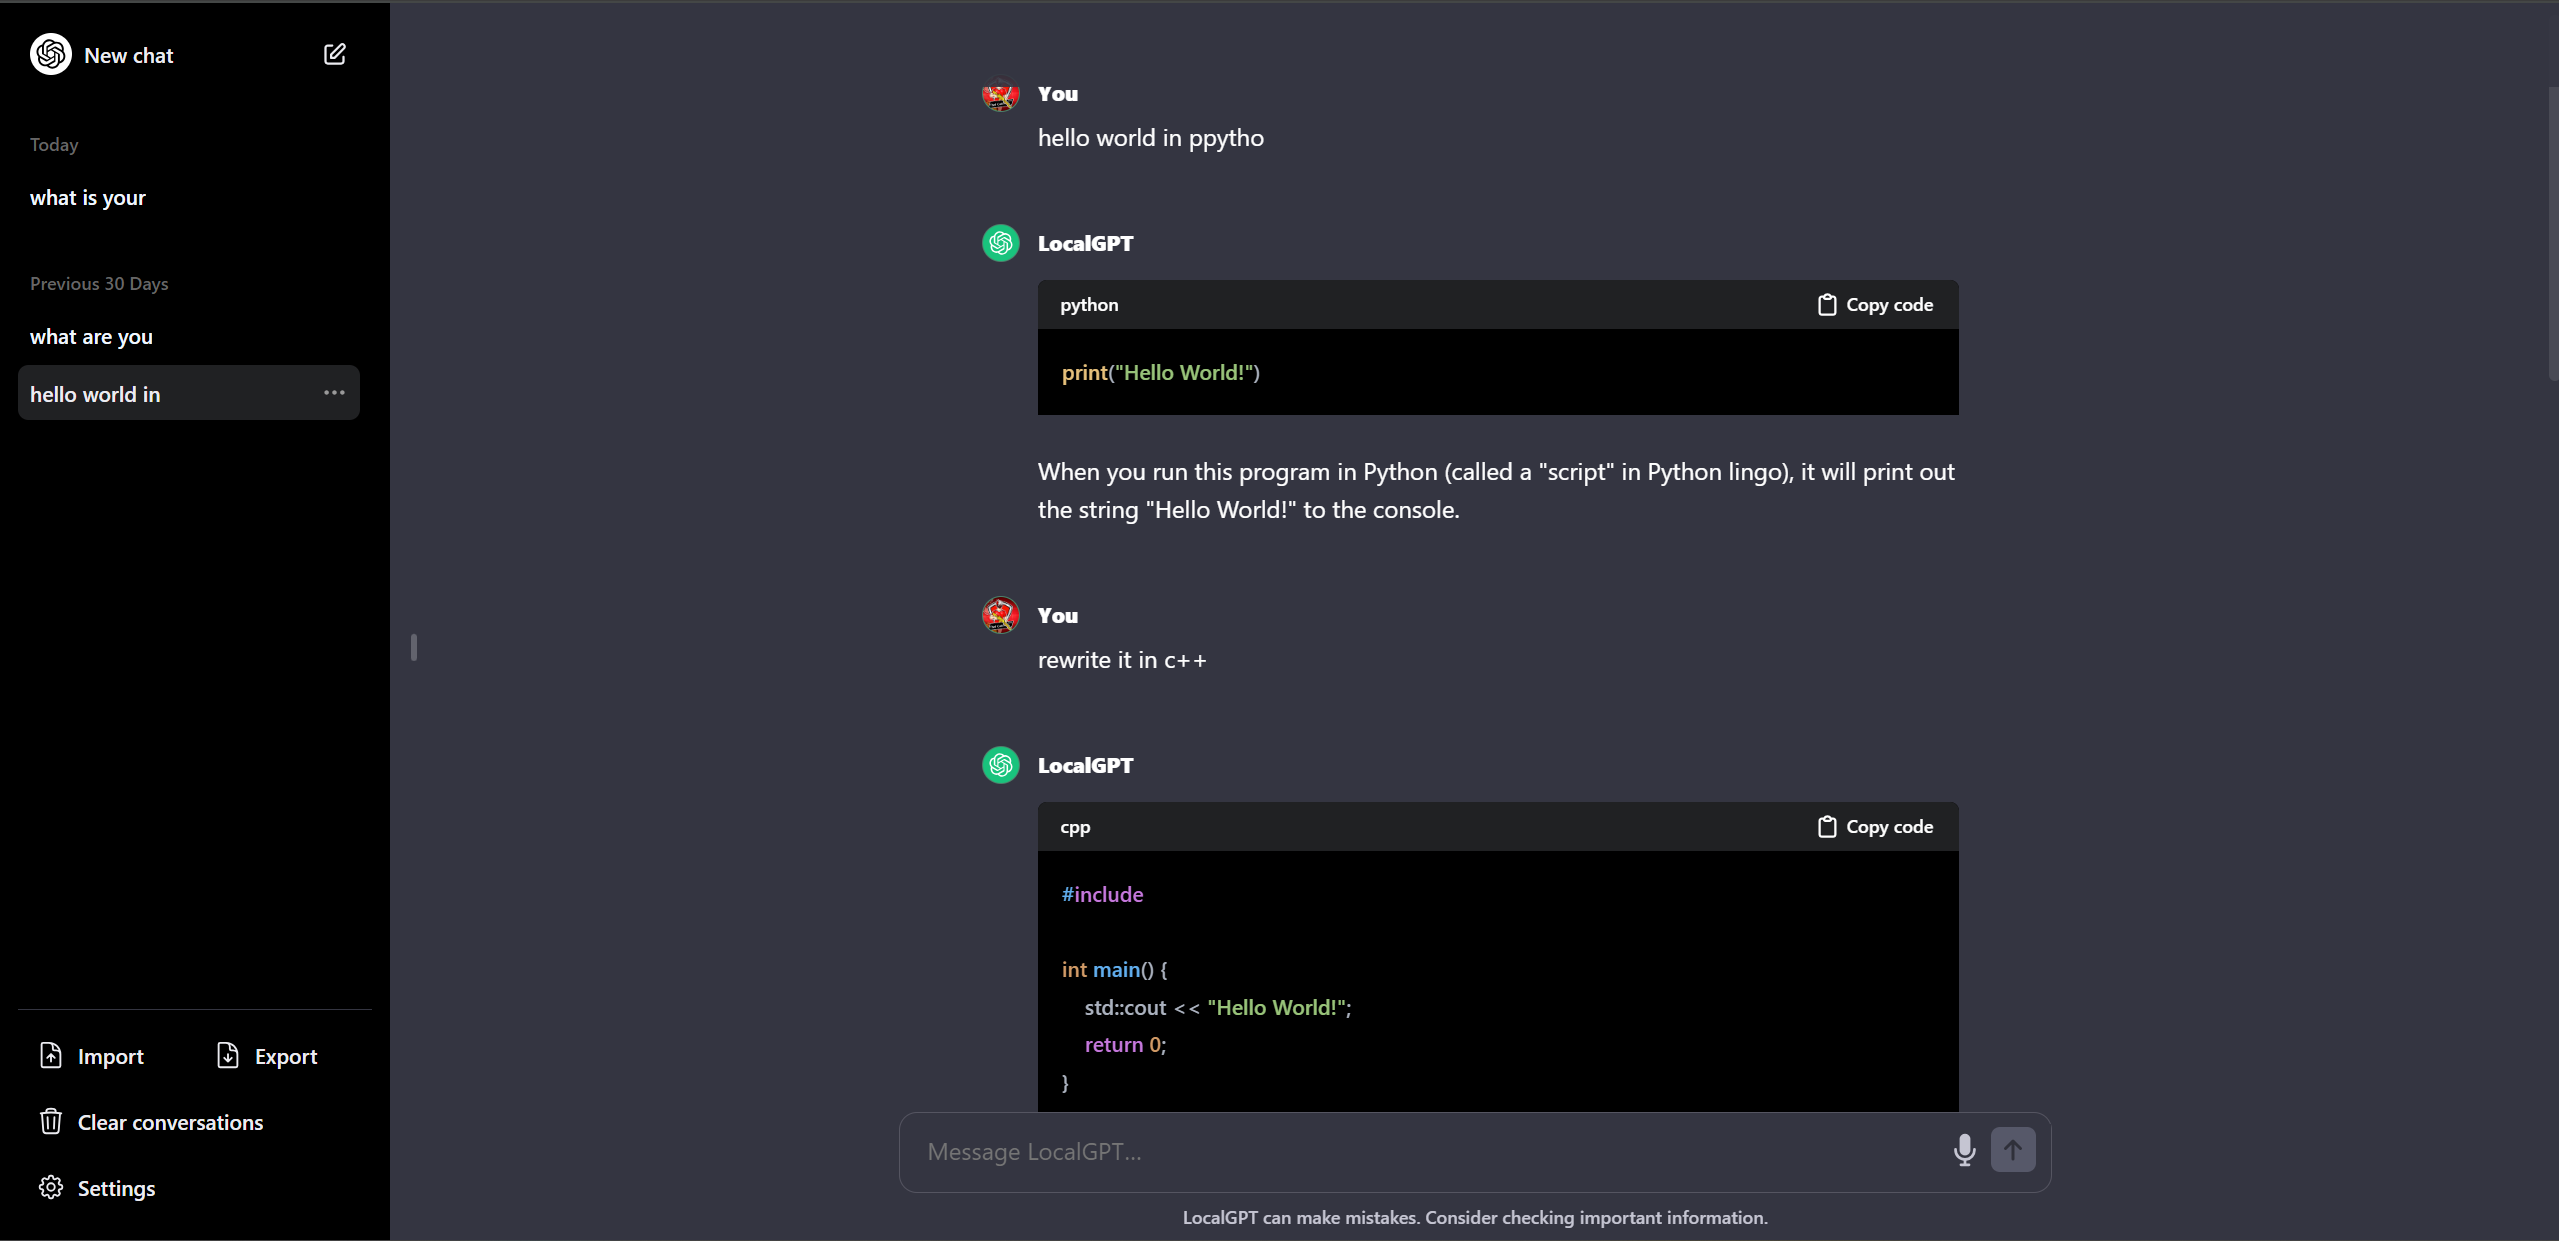 New chat
Today
what is your
Previous 30 Days
what are you
hello world in
Import
Export
Clear conversations
Settings
You
hello world in ppytho
LocalGPT
python
Copy code
print("Hello World!")
When you run this program in Python (called a "script" in Python lingo), it will print out
the string "Hello World!" to the console.
You
rewrite it in c++
LocalGPT
cpp
Copy code
#include
int main() {
    std::cout << "Hello World!";
    return 0;
}
Message LocalGPT...
LocalGPT can make mistakes. Consider checking important information.